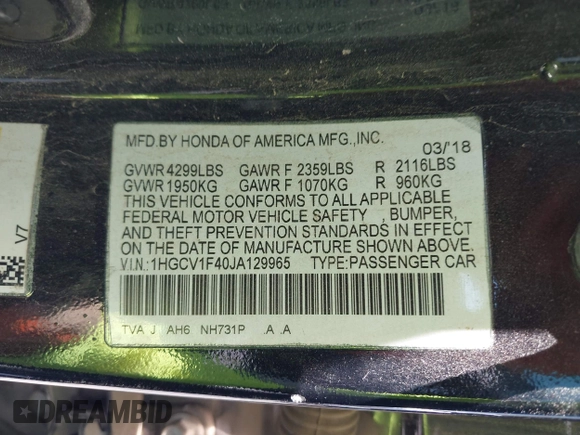 MFD.BY HONDA OF AMERICA MFG.,INC. 03/'18
GVWR 4299LBS GAWR F 2359LBS R 2116LBS
GVWR 1950KG GAWR F 1070KG R 960KG
THIS VEHICLE CONFORMS TO ALL APPLICABLE
FEDERAL MOTOR VEHICLE SAFETY , BUMPER,
AND THEFT PREVENTION STANDARDS IN EFFECT
ON THE DATE OF MANUFACTURE SHOWN ABOVE.
V.I.N.:1HGCV1F40JA129965 TYPE:PASSENGER CAR
TVA J AH6 NH731P .A .A
V7
DREAMBID